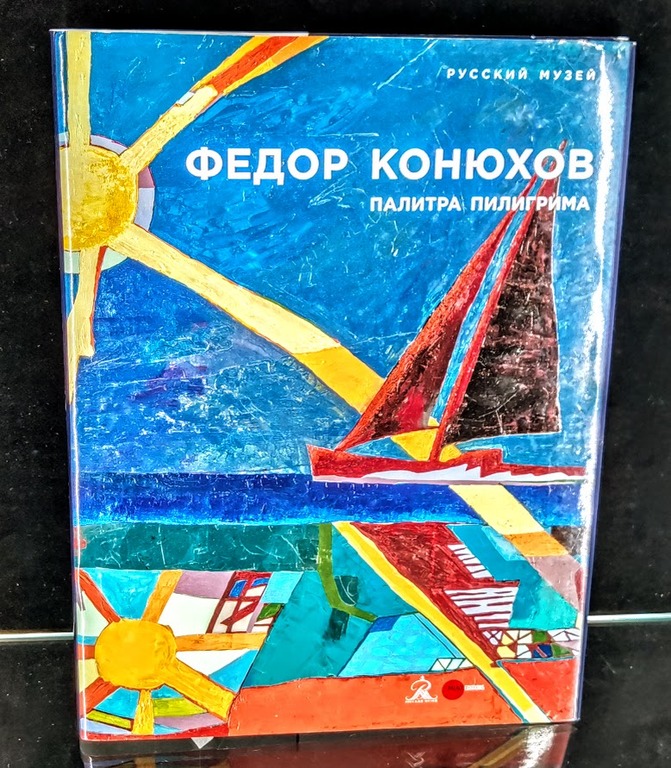 РУССКИЙ МУЗЕЙ
ФЕДОР КОНЮХОВ
ПАЛИТРА ПИЛИГРИМА